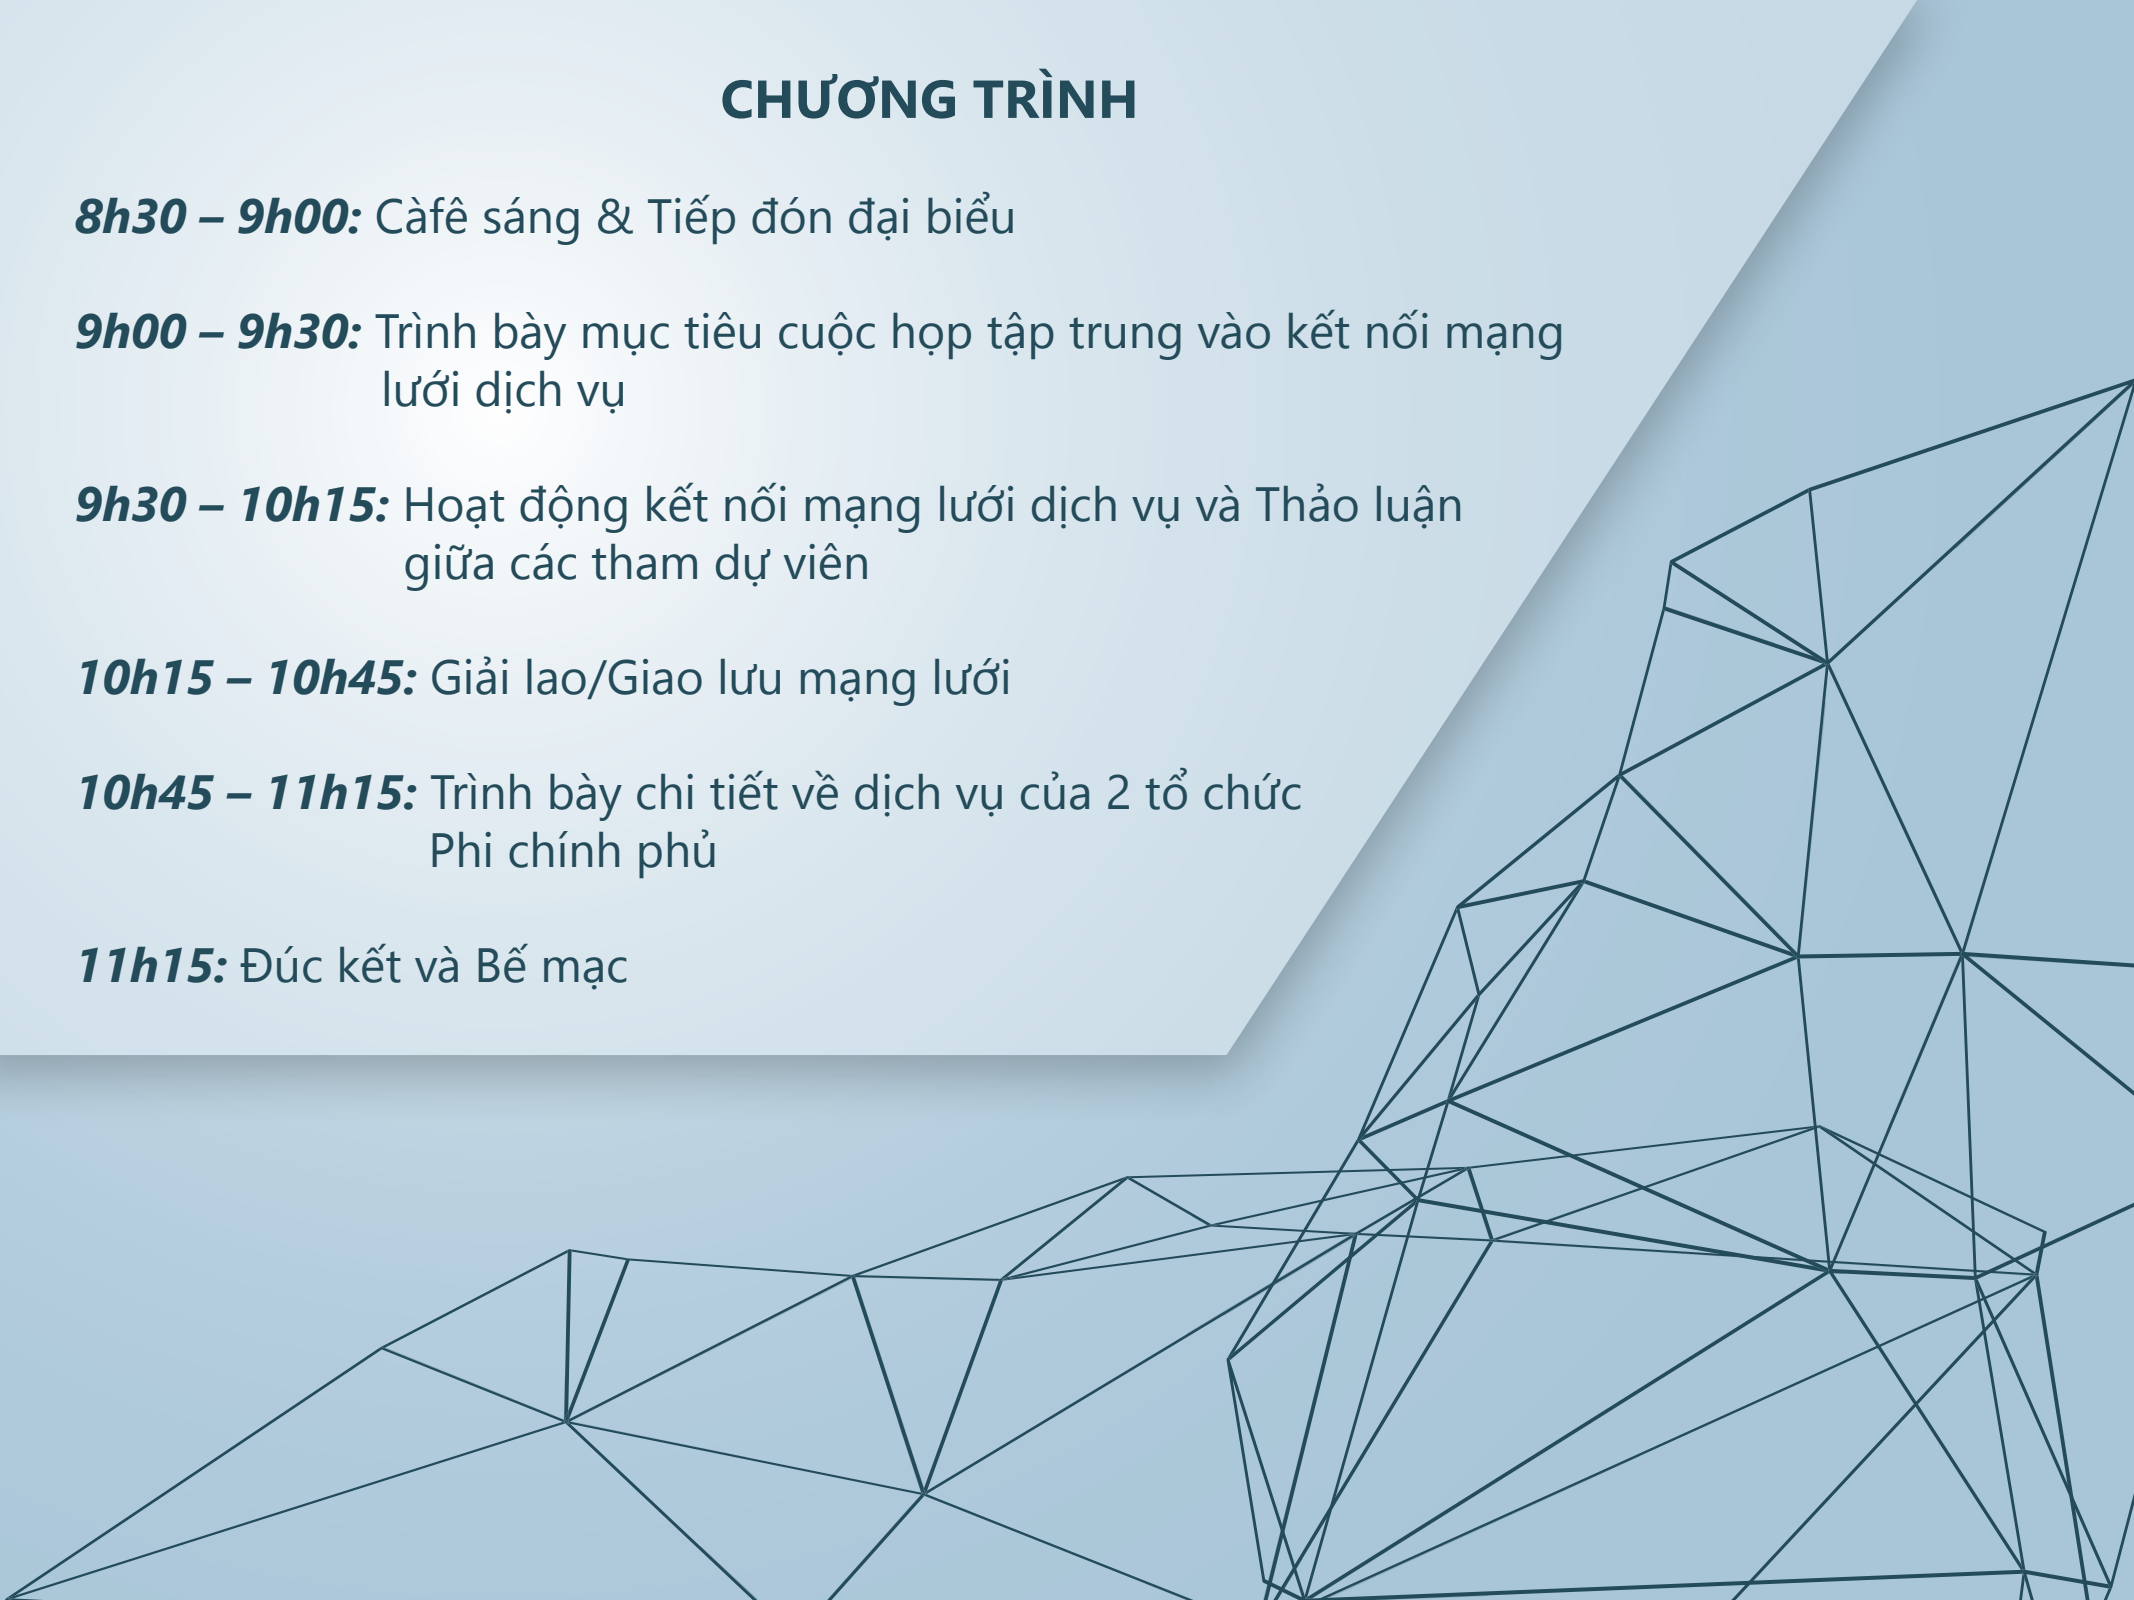 CHƯƠNG TRÌNH
8h30 – 9h00: Càfê sáng & Tiếp đón đại biểu
9h00 – 9h30: Trình bày mục tiêu cuộc họp tập trung vào kết nối mạng
lưới dịch vụ
9h30 – 10h15: Hoạt động kết nối mạng lưới dịch vụ và Thảo luận
giữa các tham dự viên
10h15 – 10h45: Giải lao/Giao lưu mạng lưới
10h45 – 11h15: Trình bày chi tiết về dịch vụ của 2 tổ chức
Phi chính phủ
11h15: Đúc kết và Bế mạc